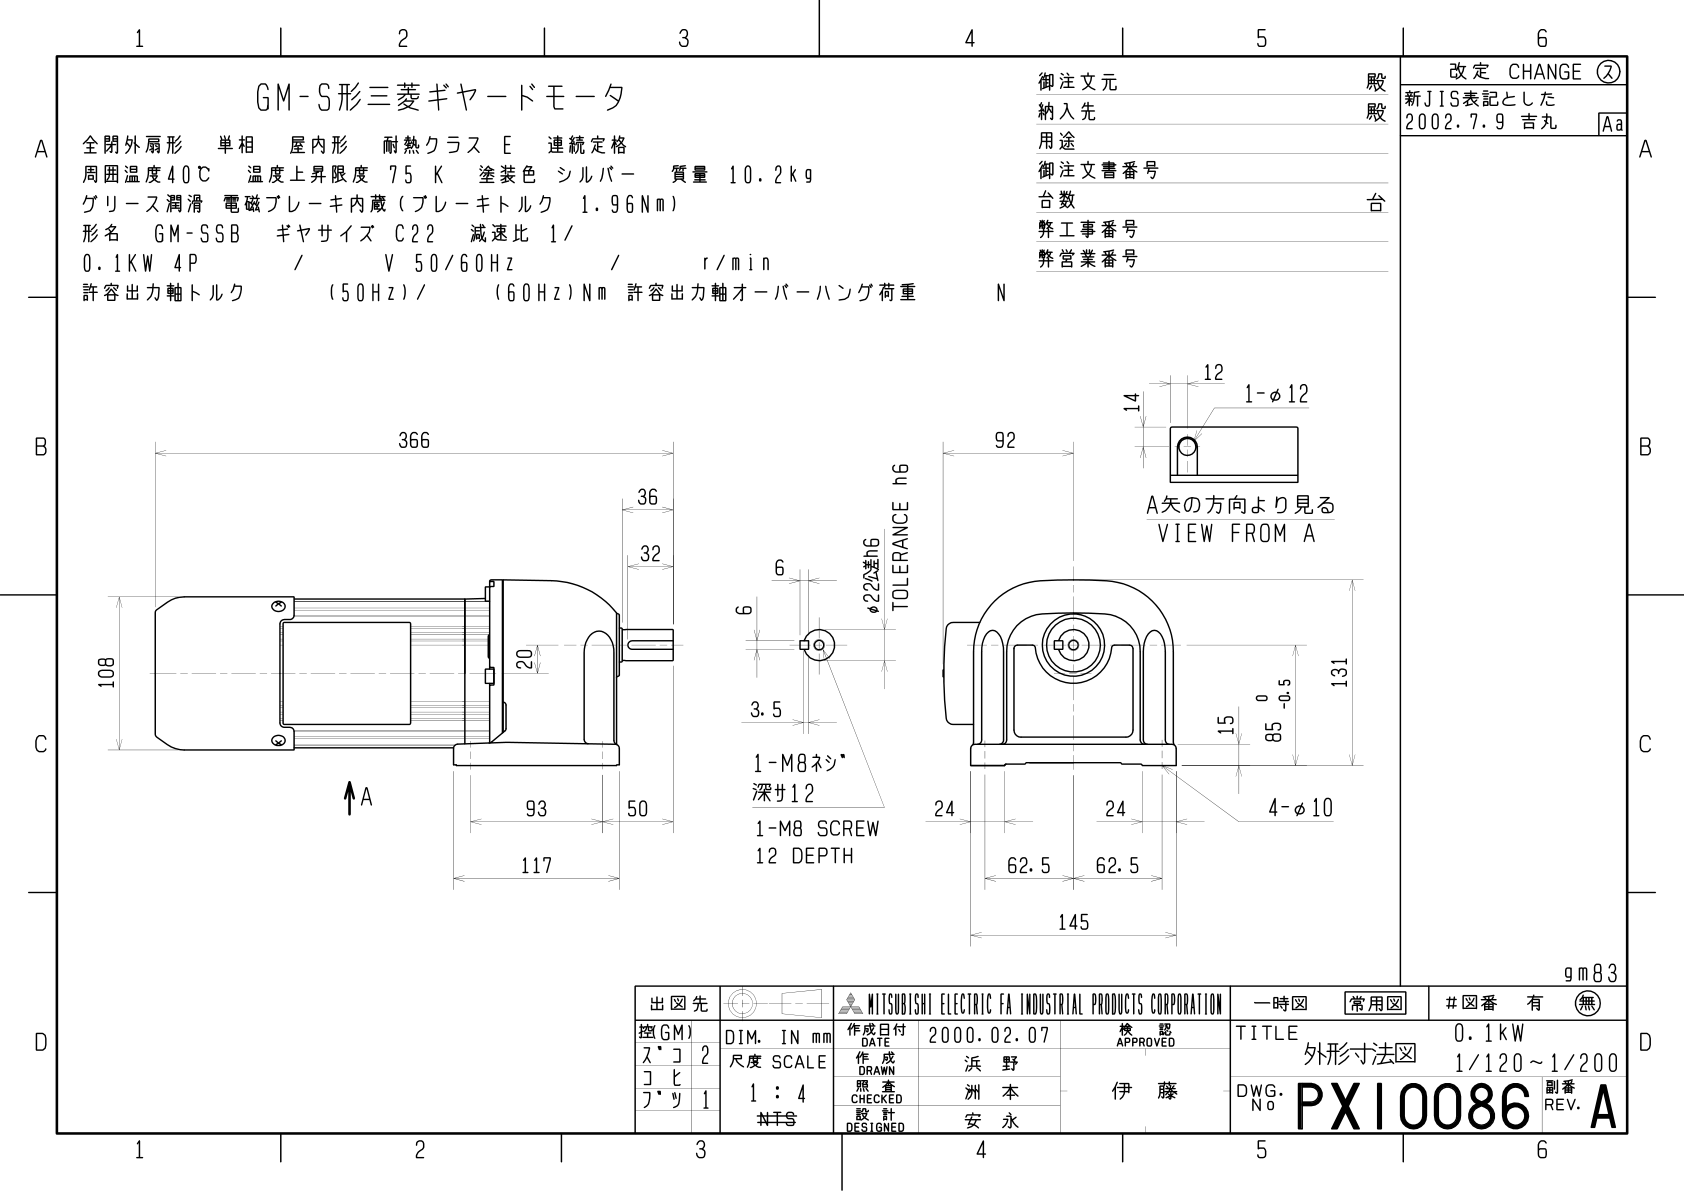 1 2 3 4 5 6
A
B
C
D
GM-S形三菱ギヤードモータ
全閉外扇形 単相 屋内形 耐熱クラス E 連続定格
周囲温度40℃ 温度上昇限度 75 K 塗装色 シルバー 質量 10.2kg
グリース潤滑 電磁ブレーキ内蔵(ブレーキトルク 1.96Nm)
形名 GM-SSB ギヤサイズ C22 減速比 1/
0.1KW 4P / V 50/60Hz / r/min
許容出力軸トルク (50Hz)/ (60Hz)Nm 許容出力軸オーバーハング荷重 N
御注文元 殿
納入先 殿
用途
御注文書番号
台数 台
弊工事番号
弊営業番号
改定 CHANGE ス
新JIS表記とした
2002.7.9 吉丸 Aa
A
B
C
D
366
36
32
108
20
A
93 50
117
6
6
3.5
φ22公差h6
TOLERANCE h6
1-M8ネジ
深サ12
1-M8 SCREW
12 DEPTH
12
14
1-φ12
A矢の方向より見る
VIEW FROM A
92
131
15
85 0 -0.5
24 24
4-φ10
62.5 62.5
145
gm83
出図先
控(GM)
ズコ 2
コヒ
ブツ 1
DIM. IN mm
尺度 SCALE
1 : 4
NTS
MITSUBISHI ELECTRIC FA INDUSTRIAL PRODUCTS CORPORATION
作成日付 DATE 2000.02.07
作成 DRAWN 浜野
照査 CHECKED 洲本
設計 DESIGNED 安永
検認 APPROVED
伊藤
一時図 常用図 #図番 有 無
TITLE 外形寸法図
0.1kW
1/120~1/200
DWG. No PX10086
副番 REV. A
1 2 3 4 5 6